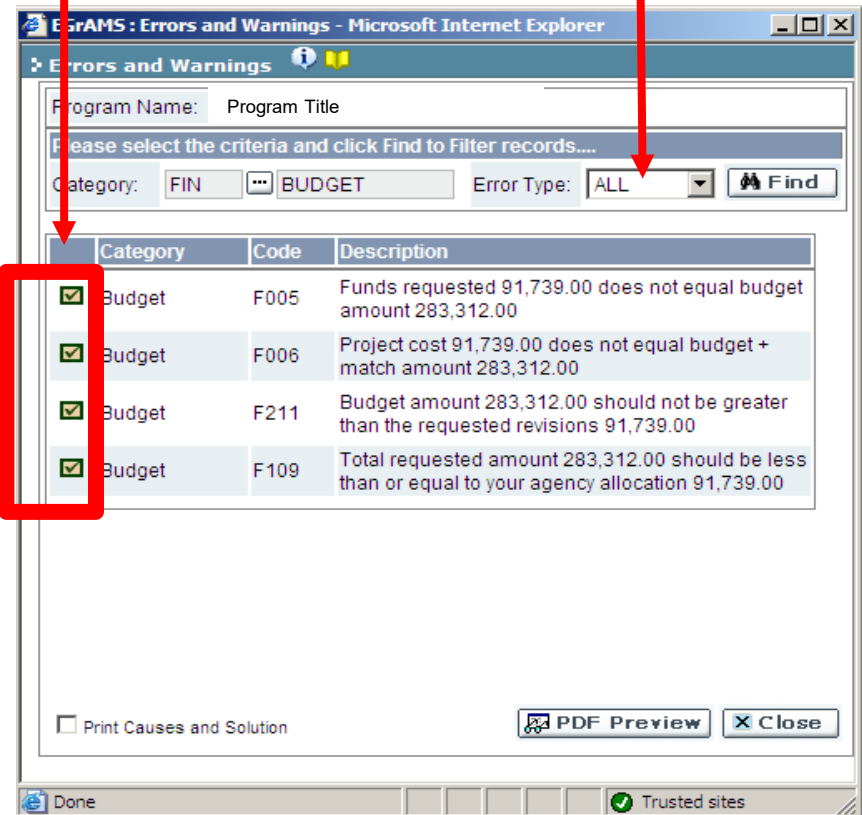 EGrAMS : Errors and Warnings - Microsoft Internet Explorer
Errors and Warnings
Program Name: Program Title
Please select the criteria and click Find to Filter records....
Category: FIN BUDGET Error Type: ALL Find
Category Code Description
Budget F005 Funds requested 91,739.00 does not equal budget
amount 283,312.00
Budget F006 Project cost 91,739.00 does not equal budget +
match amount 283,312.00
Budget F211 Budget amount 283,312.00 should not be greater
than the requested revisions 91,739.00
Budget F109 Total requested amount 283,312.00 should be less
than or equal to your agency allocation 91,739.00
Print Causes and Solution PDF Preview Close
Done Trusted sites